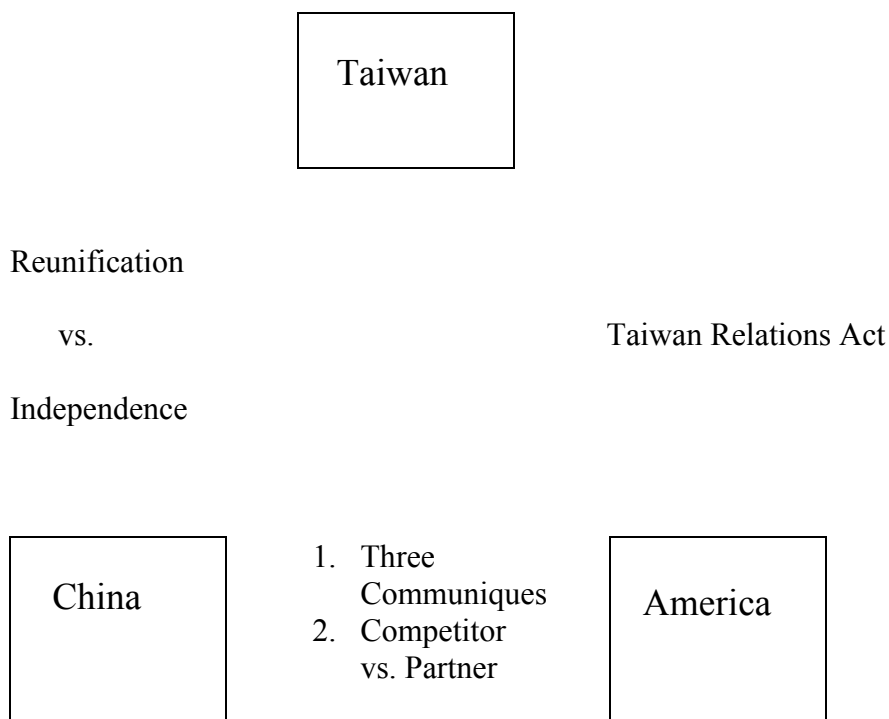 Taiwan
Reunification
vs.
Taiwan Relations Act
Independence
China
1. Three
Communiques
2. Competitor
vs. Partner
America